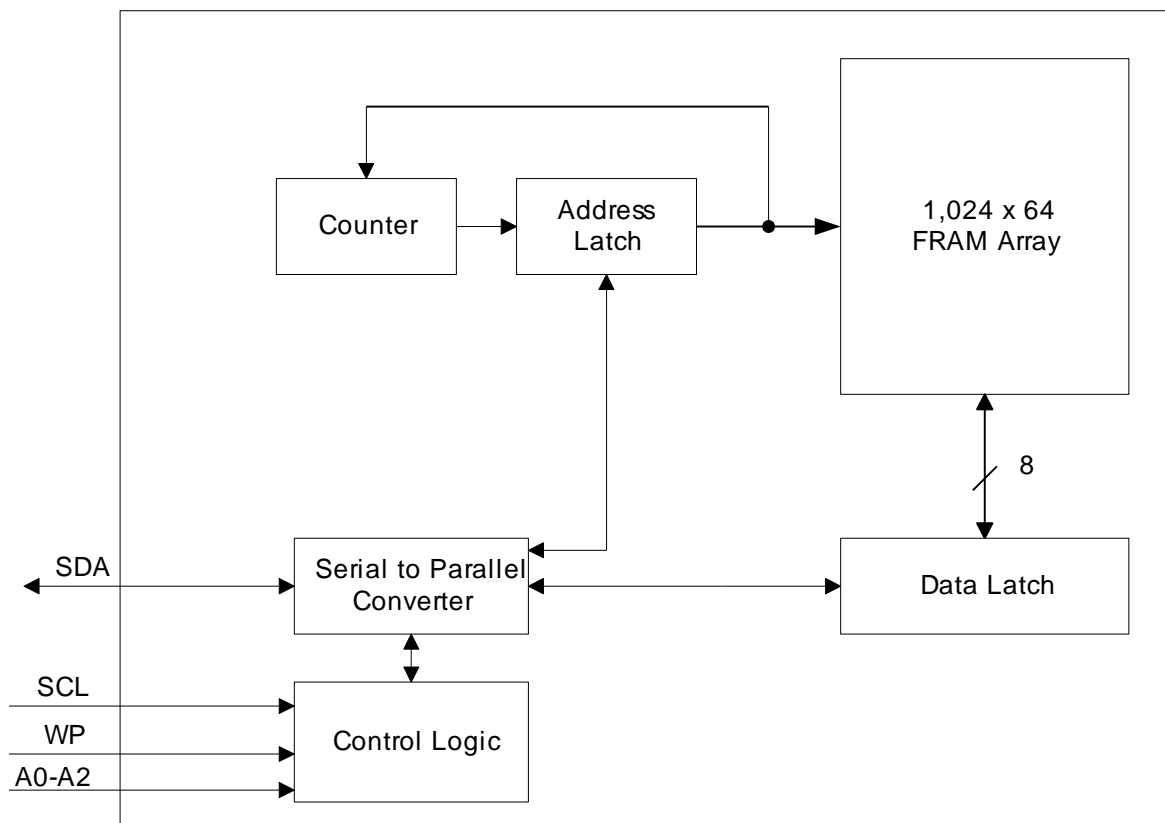 Counter
Address
Latch
1,024 x 64
FRAM Array
8
SDA
Serial to Parallel
Converter
Data Latch
SCL
WP
A0-A2
Control Logic